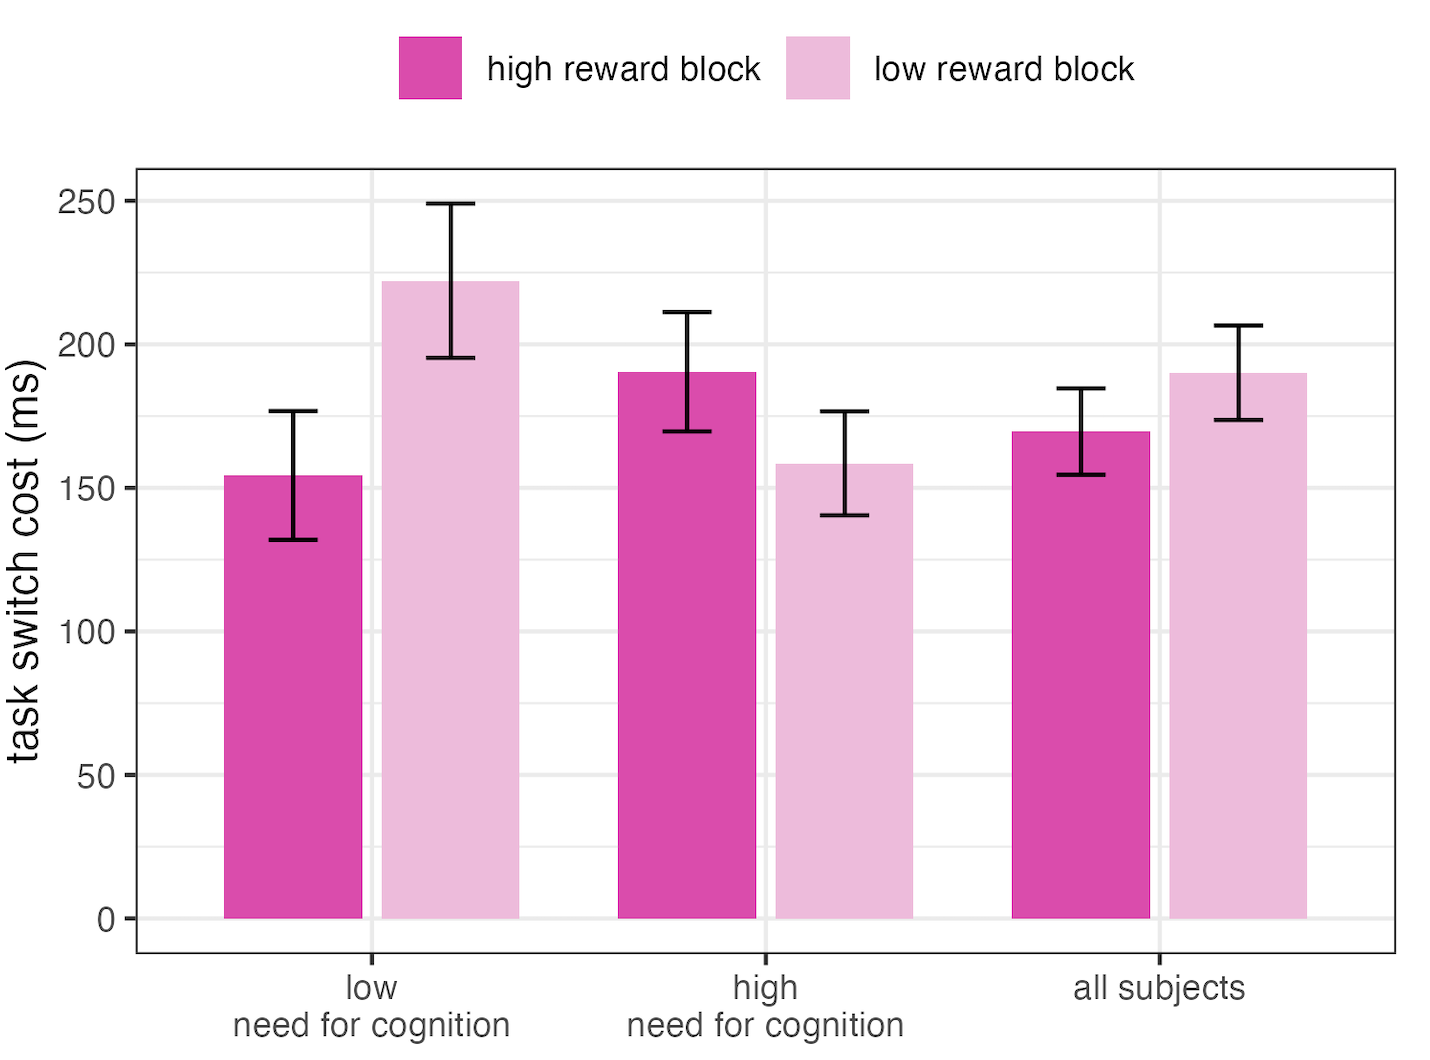 high reward block low reward block
task switch cost (ms)
250
200
150
100
50
0
low
need for cognition
high
need for cognition
all subjects